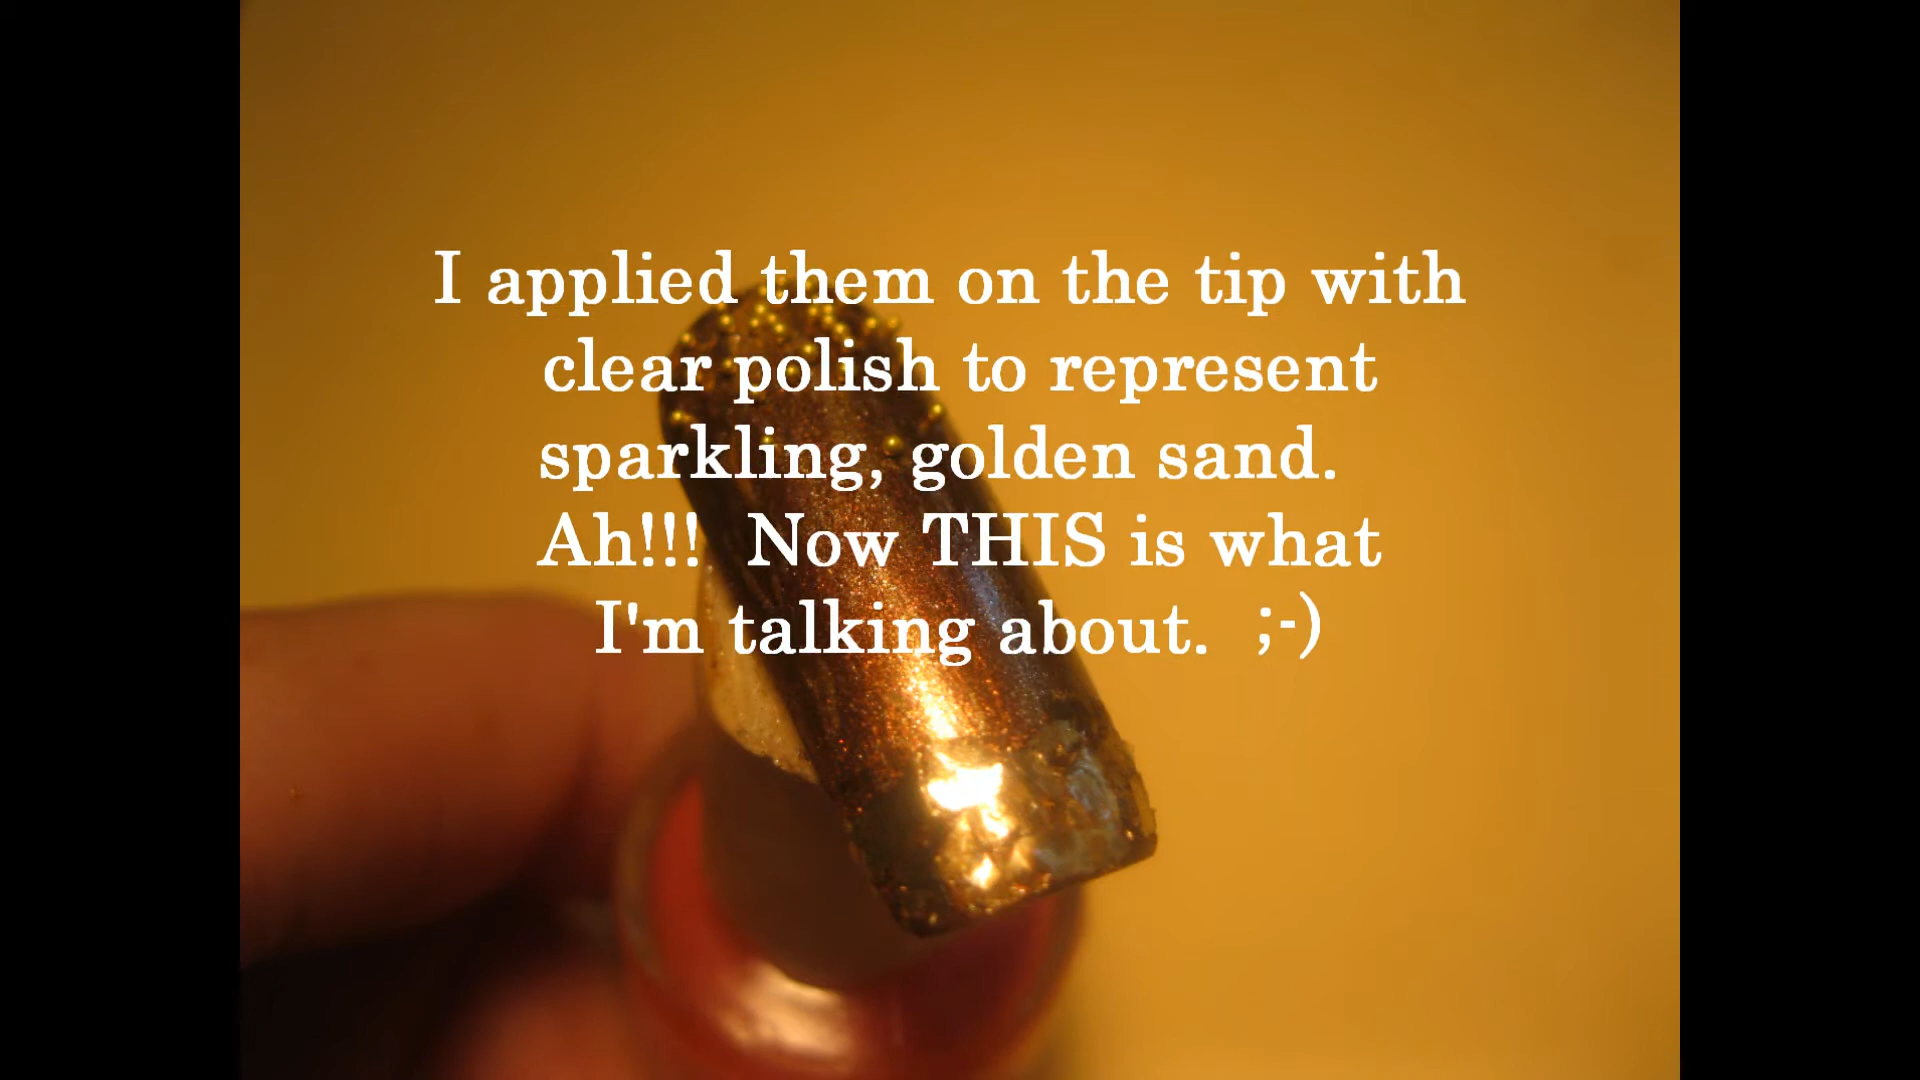 I applied them on the tip with
clear polish to represent
sparkling, golden sand.
Ah!!!  Now THIS is what
I'm talking about.  ;-)